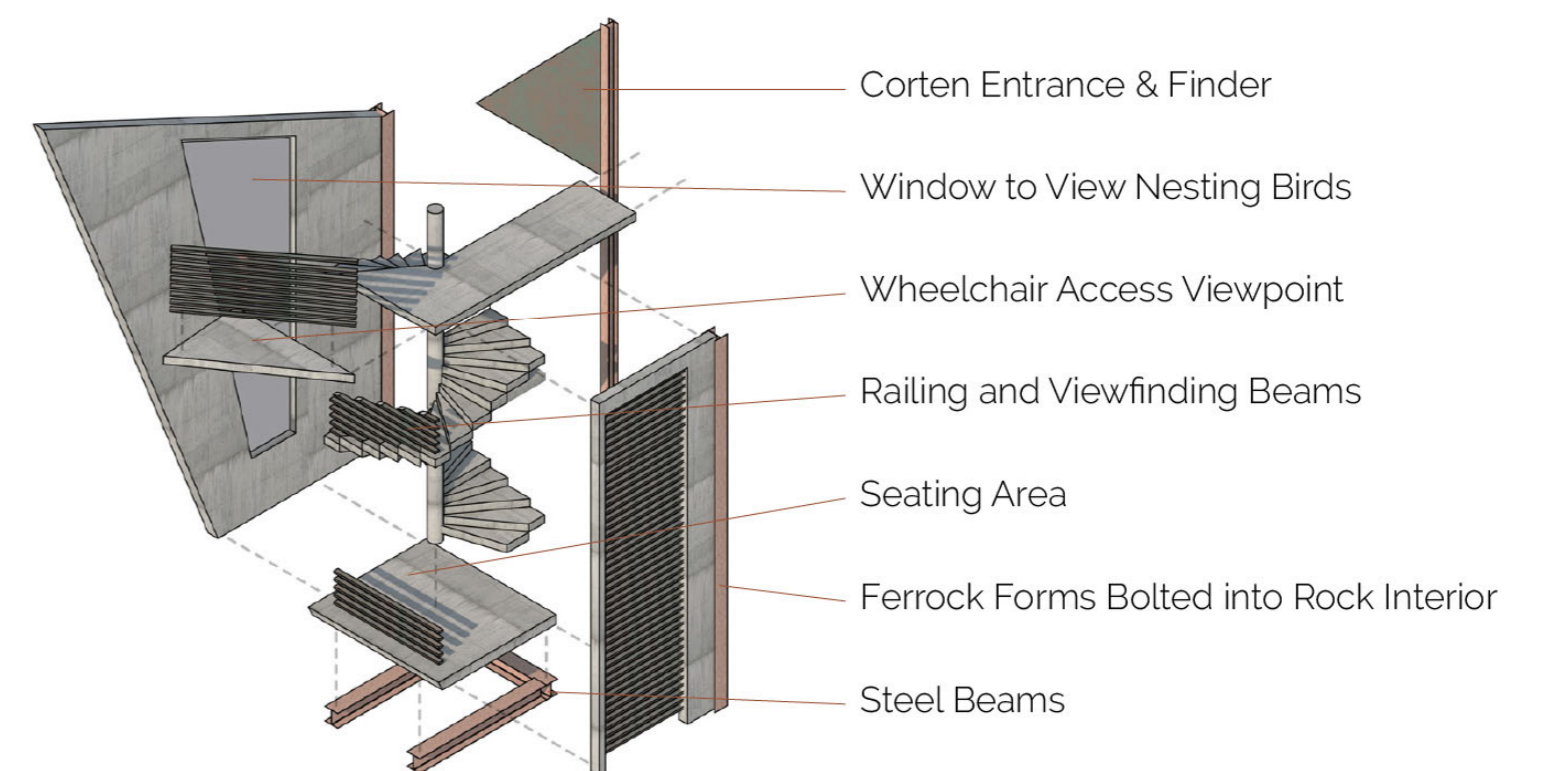 Corten Entrance & Finder
Window to View Nesting Birds
Wheelchair Access Viewpoint
Railing and Viewfinding Beams
Seating Area
Ferrock Forms Bolted into Rock Interior
Steel Beams